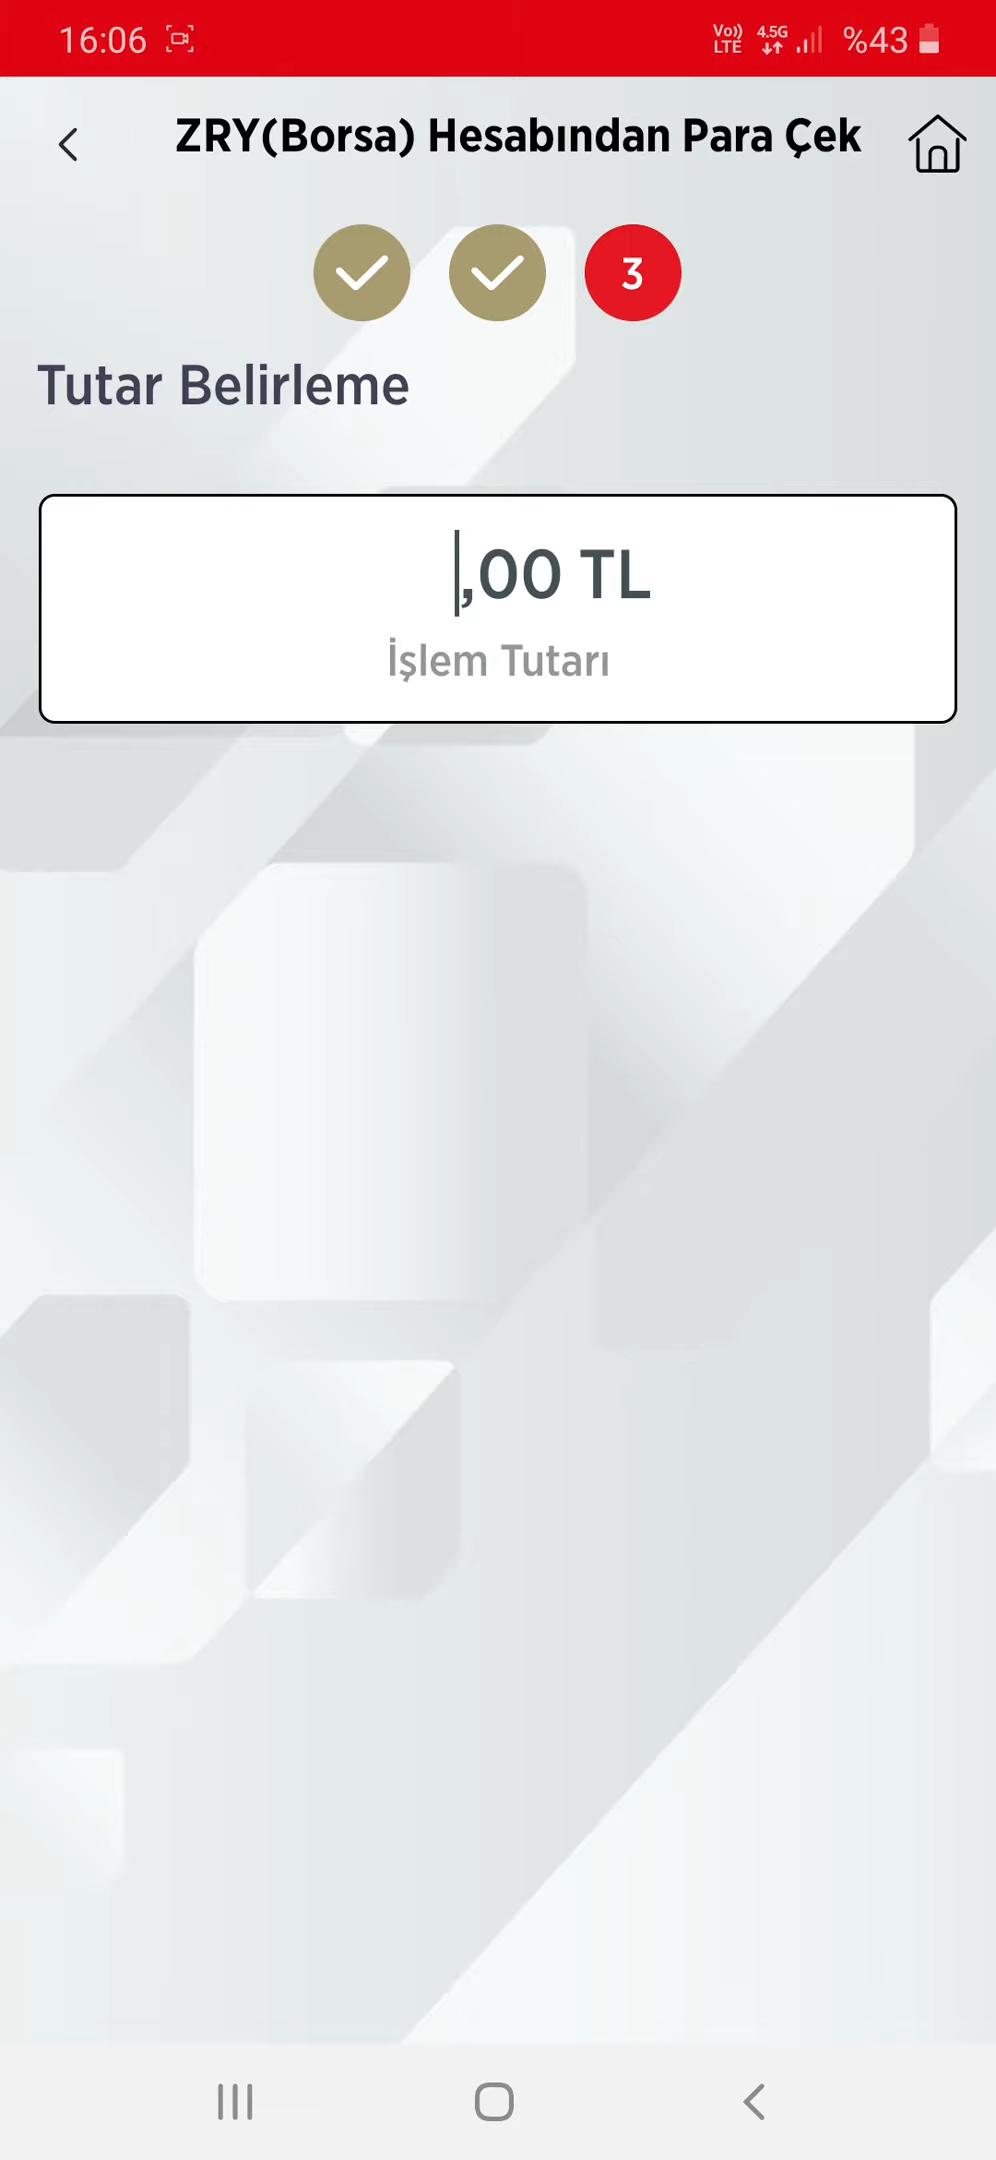 16:06 Vo)) LTE 4.5G %43
ZRY(Borsa) Hesabından Para Çek
3
Tutar Belirleme
,00 TL
İşlem Tutarı